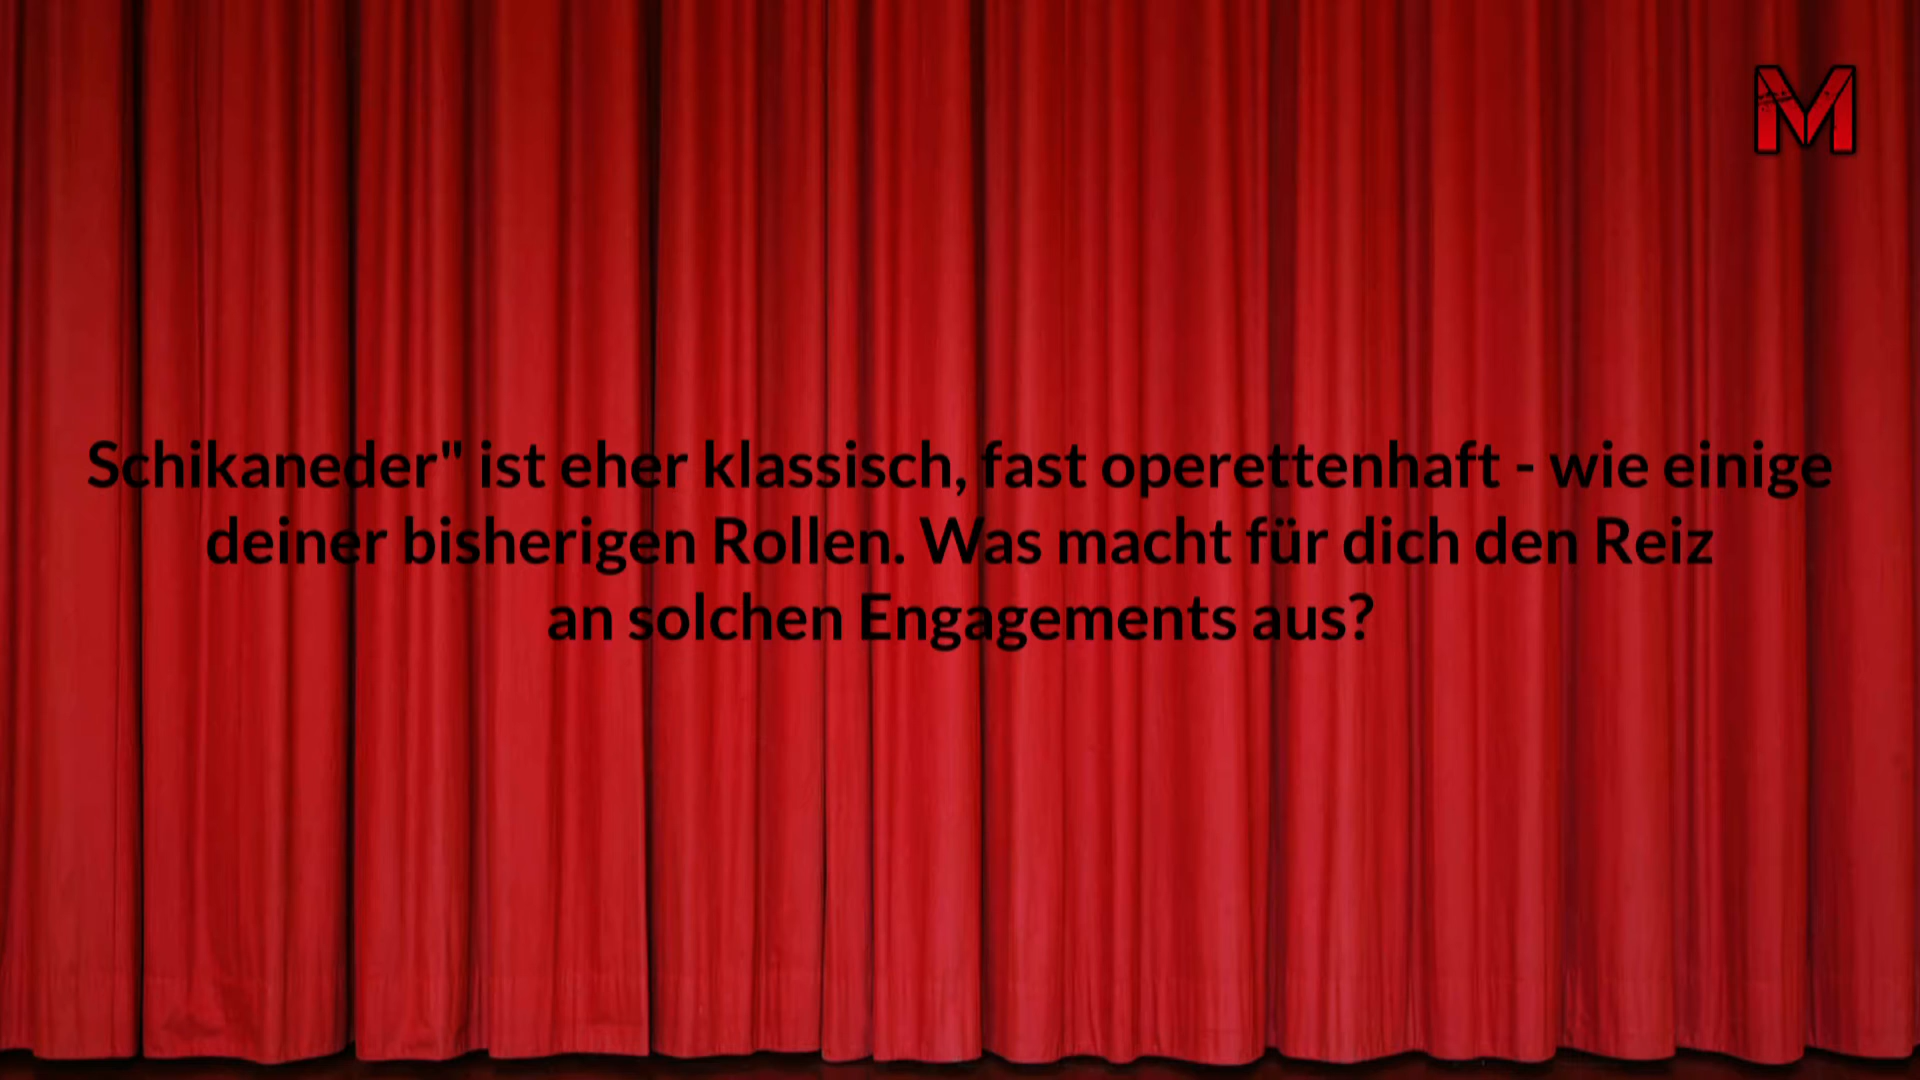 M
Schikaneder" ist eher klassisch, fast operettenhaft - wie einige
deiner bisherigen Rollen. Was macht für dich den Reiz
an solchen Engagements aus?